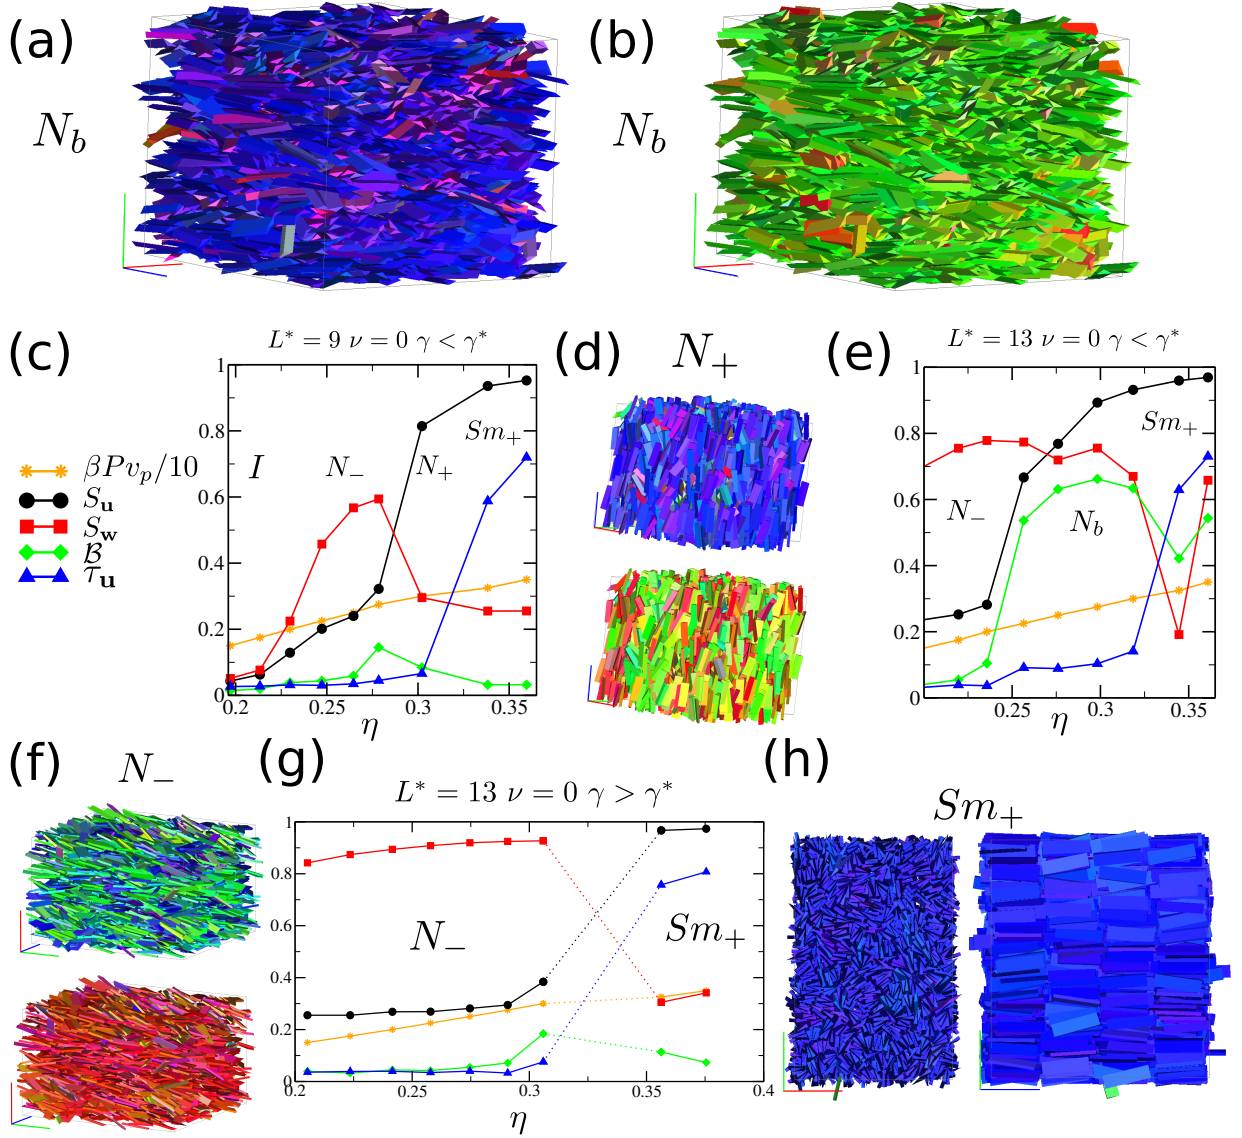 (a)
N_b
(b)
N_b
(c)
L* = 9 ν = 0 γ < γ*
1
0.8
0.6
0.4
0.2
0
0.2
0.25
0.3
0.35
η
I
N_-
N_+
Sm_+
βPv_p/10
S_u
S_w
B
τ_u
(d)
N_+
(e)
L* = 13 ν = 0 γ < γ*
1
0.8
0.6
0.4
0.2
0
0.25
0.3
0.35
η
N_-
N_b
Sm_+
(f)
N_-
(g)
L* = 13 ν = 0 γ > γ*
1
0.8
0.6
0.4
0.2
0
0.2
0.25
0.3
0.35
0.4
η
N_-
Sm_+
(h)
Sm_+